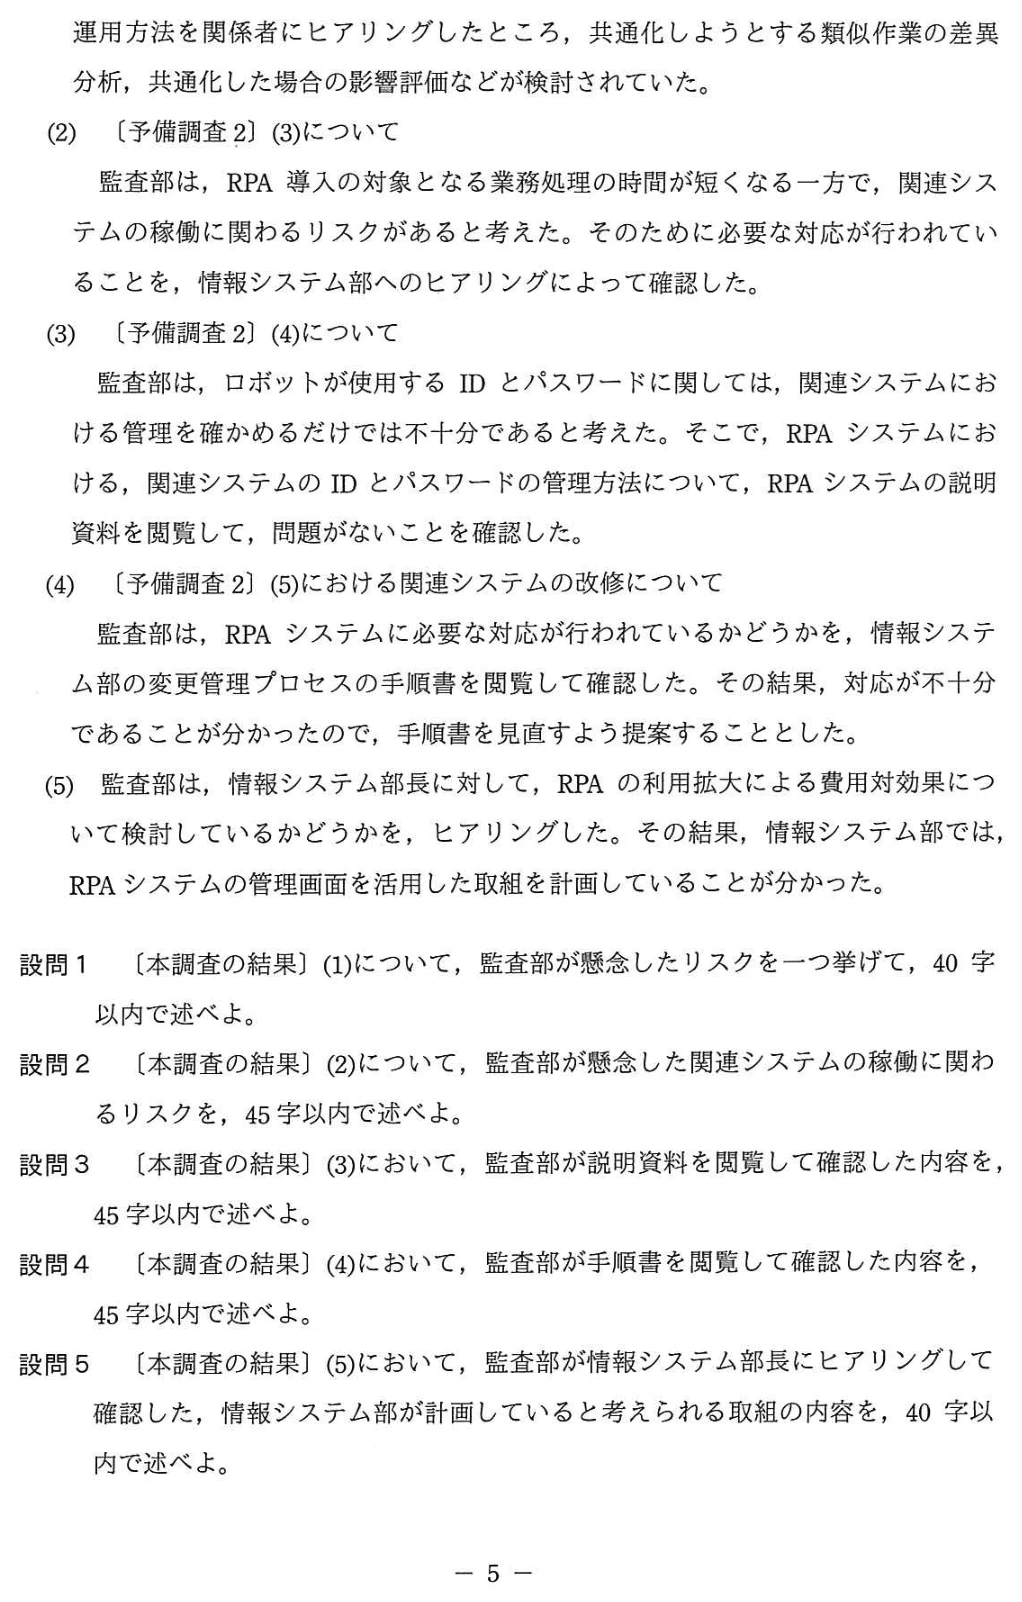 運用方法を関係者にヒアリングしたところ，共通化しようとする類似作業の差異
分析，共通化した場合の影響評価などが検討されていた。
(2) 〔予備調査2〕(3)について
監査部は，RPA 導入の対象となる業務処理の時間が短くなる一方で，関連シス
テムの稼働に関わるリスクがあると考えた。そのために必要な対応が行われてい
ることを，情報システム部へのヒアリングによって確認した。
(3) 〔予備調査2〕(4)について
監査部は，ロボットが使用する ID とパスワードに関しては，関連システムにお
ける管理を確かめるだけでは不十分であると考えた。そこで，RPA システムにお
ける，関連システムの ID とパスワードの管理方法について，RPA システムの説明
資料を閲覧して，問題がないことを確認した。
(4) 〔予備調査2〕(5)における関連システムの改修について
監査部は，RPA システムに必要な対応が行われているかどうかを，情報システ
ム部の変更管理プロセスの手順書を閲覧して確認した。その結果，対応が不十分
であることが分かったので，手順書を見直すよう提案することとした。
(5) 監査部は，情報システム部長に対して，RPA の利用拡大による費用対効果につ
いて検討しているかどうかを，ヒアリングした。その結果，情報システム部では，
RPA システムの管理画面を活用した取組を計画していることが分かった。
設問1 〔本調査の結果〕(1)について，監査部が懸念したリスクを一つ挙げて，40 字
以内で述べよ。
設問2 〔本調査の結果〕(2)について，監査部が懸念した関連システムの稼働に関わ
るリスクを，45 字以内で述べよ。
設問3 〔本調査の結果〕(3)において，監査部が説明資料を閲覧して確認した内容を，
45 字以内で述べよ。
設問4 〔本調査の結果〕(4)において，監査部が手順書を閲覧して確認した内容を，
45 字以内で述べよ。
設問5 〔本調査の結果〕(5)において，監査部が情報システム部長にヒアリングして
確認した，情報システム部が計画していると考えられる取組の内容を，40 字以
内で述べよ。
－ 5 －